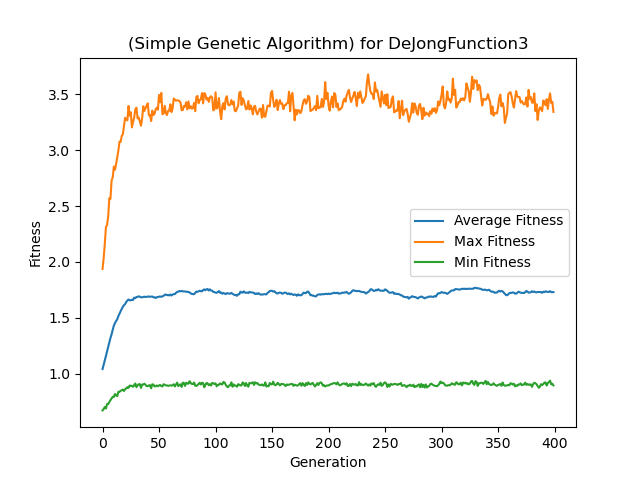 (Simple Genetic Algorithm) for DeJongFunction3
Fitness
3.5
3.0
2.5
2.0
1.5
1.0
Average Fitness
Max Fitness
Min Fitness
0 50 100 150 200 250 300 350 400
Generation